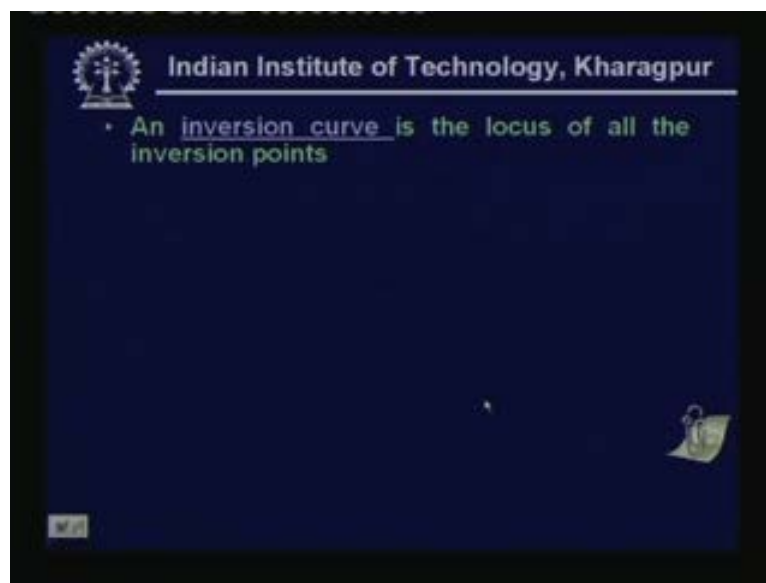 Indian Institute of Technology, Kharagpur
• An inversion curve is the locus of all the
inversion points